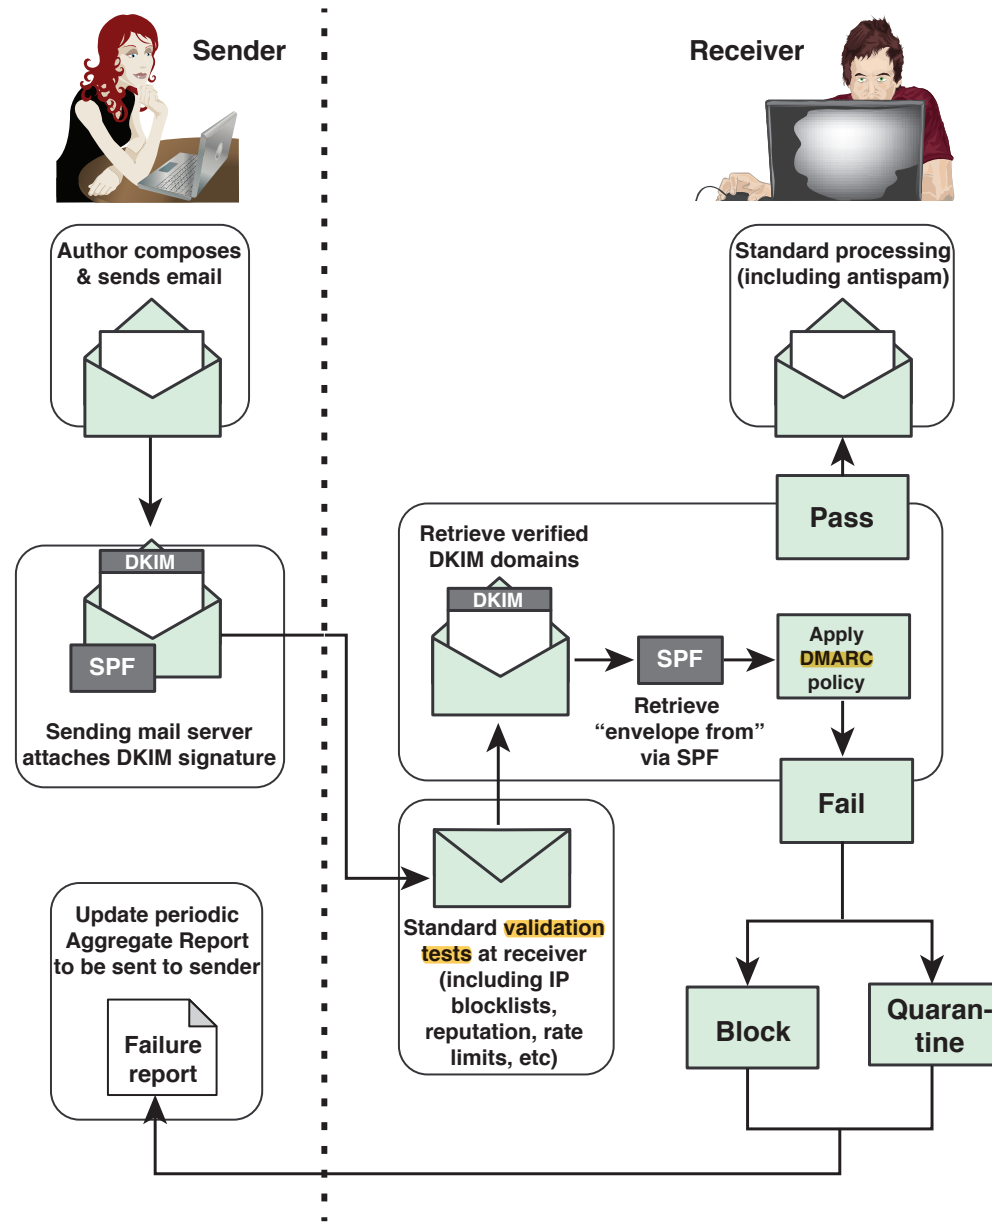 Sender
Receiver
Author composes
& sends email
Standard processing
(including antispam)
Pass
Retrieve verified
DKIM domains
DKIM
DKIM
SPF
SPF
Apply
DMARC
policy
Retrieve
“envelope from”
via SPF
Sending mail server
attaches DKIM signature
Fail
Update periodic
Aggregate Report
to be sent to sender
Failure
report
Standard validation
tests at receiver
(including IP
blocklists,
reputation, rate
limits, etc)
Block
Quaran-
tine